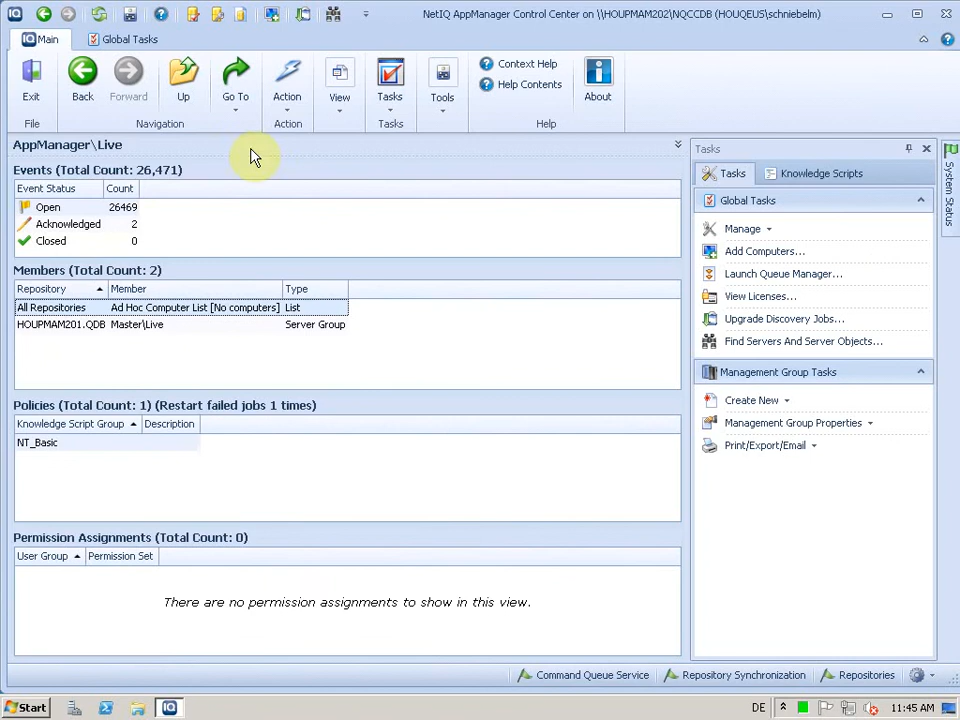 NetIQ AppManager Control Center on \\HOUPMAM202\NQCCDB (HOUQEUS\schniebelm)
Main
Global Tasks
Exit
Back
Forward
Up
Go To
Action
View
Tasks
Tools
Context Help
Help Contents
About
File
Navigation
Action
Tasks
Help
AppManager\Live
Events (Total Count: 26,471)
Event Status Count
Open 26469
Acknowledged 2
Closed 0
Members (Total Count: 2)
Repository Member Type
All Repositories Ad Hoc Computer List [No computers] List
HOUPMAM201.QDB Master\Live Server Group
Policies (Total Count: 1) (Restart failed jobs 1 times)
Knowledge Script Group Description
NT_Basic
Permission Assignments (Total Count: 0)
User Group Permission Set
There are no permission assignments to show in this view.
Tasks
Tasks Knowledge Scripts
Global Tasks
Manage
Add Computers...
Launch Queue Manager...
View Licenses...
Upgrade Discovery Jobs...
Find Servers And Server Objects...
Management Group Tasks
Create New
Management Group Properties
Print/Export/Email
System Status
Command Queue Service Repository Synchronization Repositories
Start
DE
11:45 AM